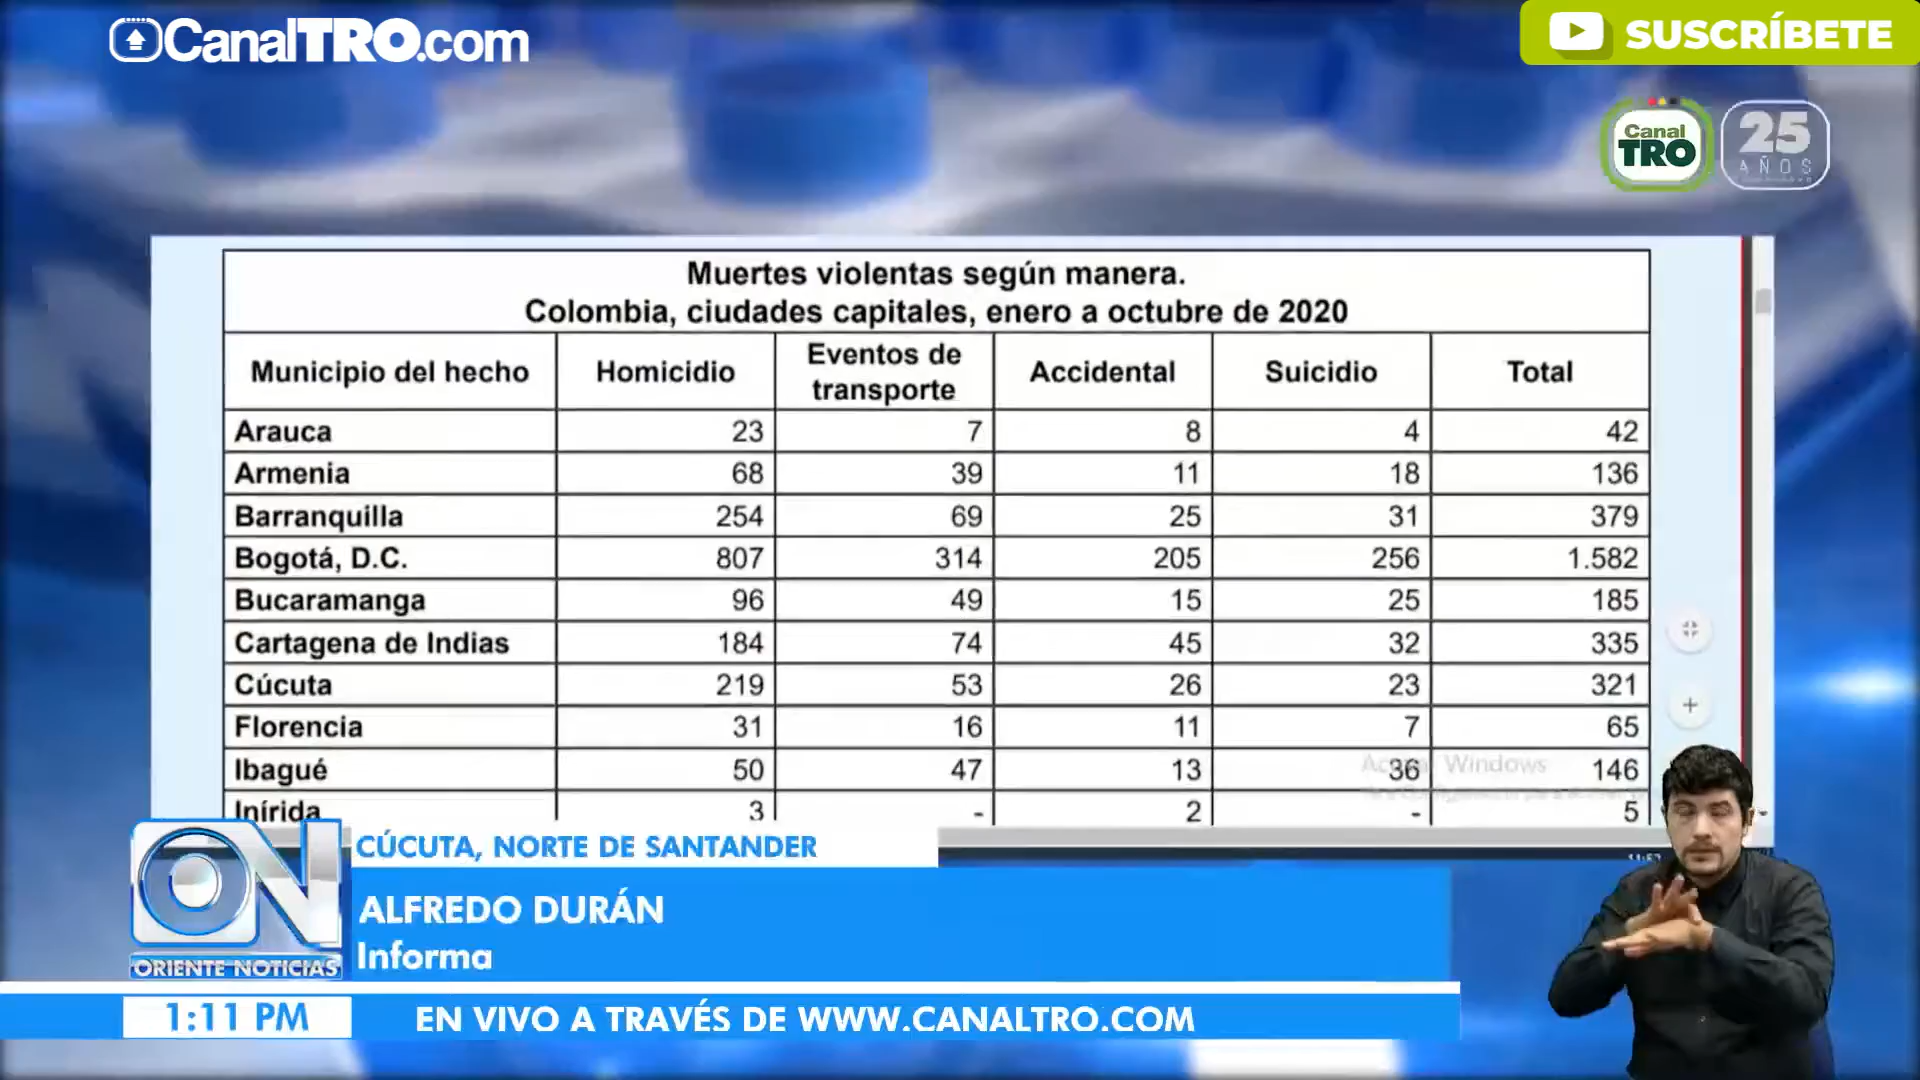 CanalTRO.com
SUSCRÍBETE
Canal
TRO
25
AÑOS
Muertes violentas según manera.
Colombia, ciudades capitales, enero a octubre de 2020
Municipio del hecho Homicidio Eventos de transporte Accidental Suicidio Total
Arauca 23 7 8 4 42
Armenia 68 39 11 18 136
Barranquilla 254 69 25 31 379
Bogotá, D.C. 807 314 205 256 1.582
Bucaramanga 96 49 15 25 185
Cartagena de Indias 184 74 45 32 335
Cúcuta 219 53 26 23 321
Florencia 31 16 11 7 65
Ibagué 50 47 13 36 146
Inírida 3 - 2 - 5
Windows
CÚCUTA, NORTE DE SANTANDER
ALFREDO DURÁN
Informa
ON
ORIENTE NOTICIAS
1:11 PM EN VIVO A TRAVÉS DE WWW.CANALTRO.COM